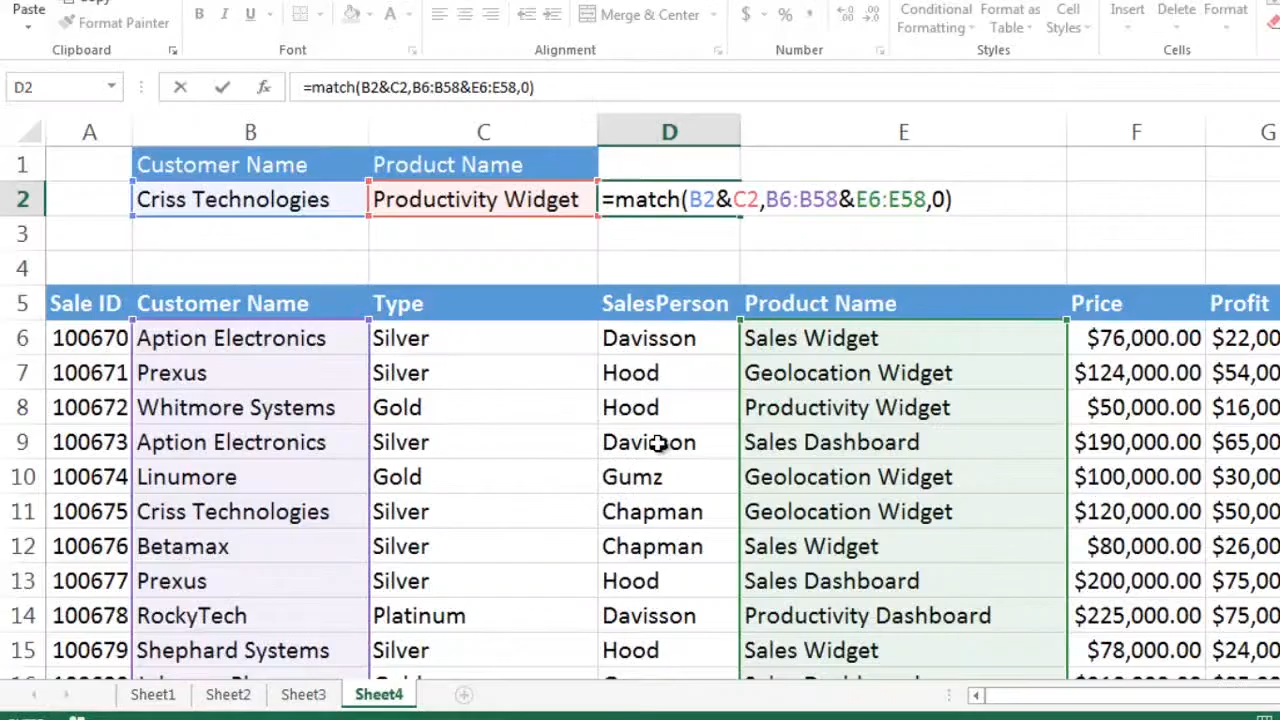 Paste
Format Painter
B I U
Merge & Center
$ % ,
Conditional Formatting
Format as Table
Cell Styles
Insert Delete Format
Clipboard Font Alignment Number Styles Cells
D2 fx =match(B2&C2,B6:B58&E6:E58,0)
A B C D E F G
1 Customer Name Product Name
2 Criss Technologies Productivity Widget =match(B2&C2,B6:B58&E6:E58,0)
3
4
5 Sale ID Customer Name Type SalesPerson Product Name Price Profit
6 100670 Aption Electronics Silver Davisson Sales Widget $76,000.00 $22,00
7 100671 Prexus Silver Hood Geolocation Widget $124,000.00 $54,00
8 100672 Whitmore Systems Gold Hood Productivity Widget $50,000.00 $16,00
9 100673 Aption Electronics Silver Davisson Sales Dashboard $190,000.00 $65,00
10 100674 Linumore Gold Gumz Geolocation Widget $100,000.00 $30,00
11 100675 Criss Technologies Silver Chapman Geolocation Widget $120,000.00 $50,00
12 100676 Betamax Silver Chapman Sales Widget $80,000.00 $26,00
13 100677 Prexus Silver Hood Sales Dashboard $200,000.00 $75,00
14 100678 RockyTech Platinum Davisson Productivity Dashboard $225,000.00 $75,00
15 100679 Shephard Systems Silver Hood Sales Widget $78,000.00 $24,00
Sheet1 Sheet2 Sheet3 Sheet4